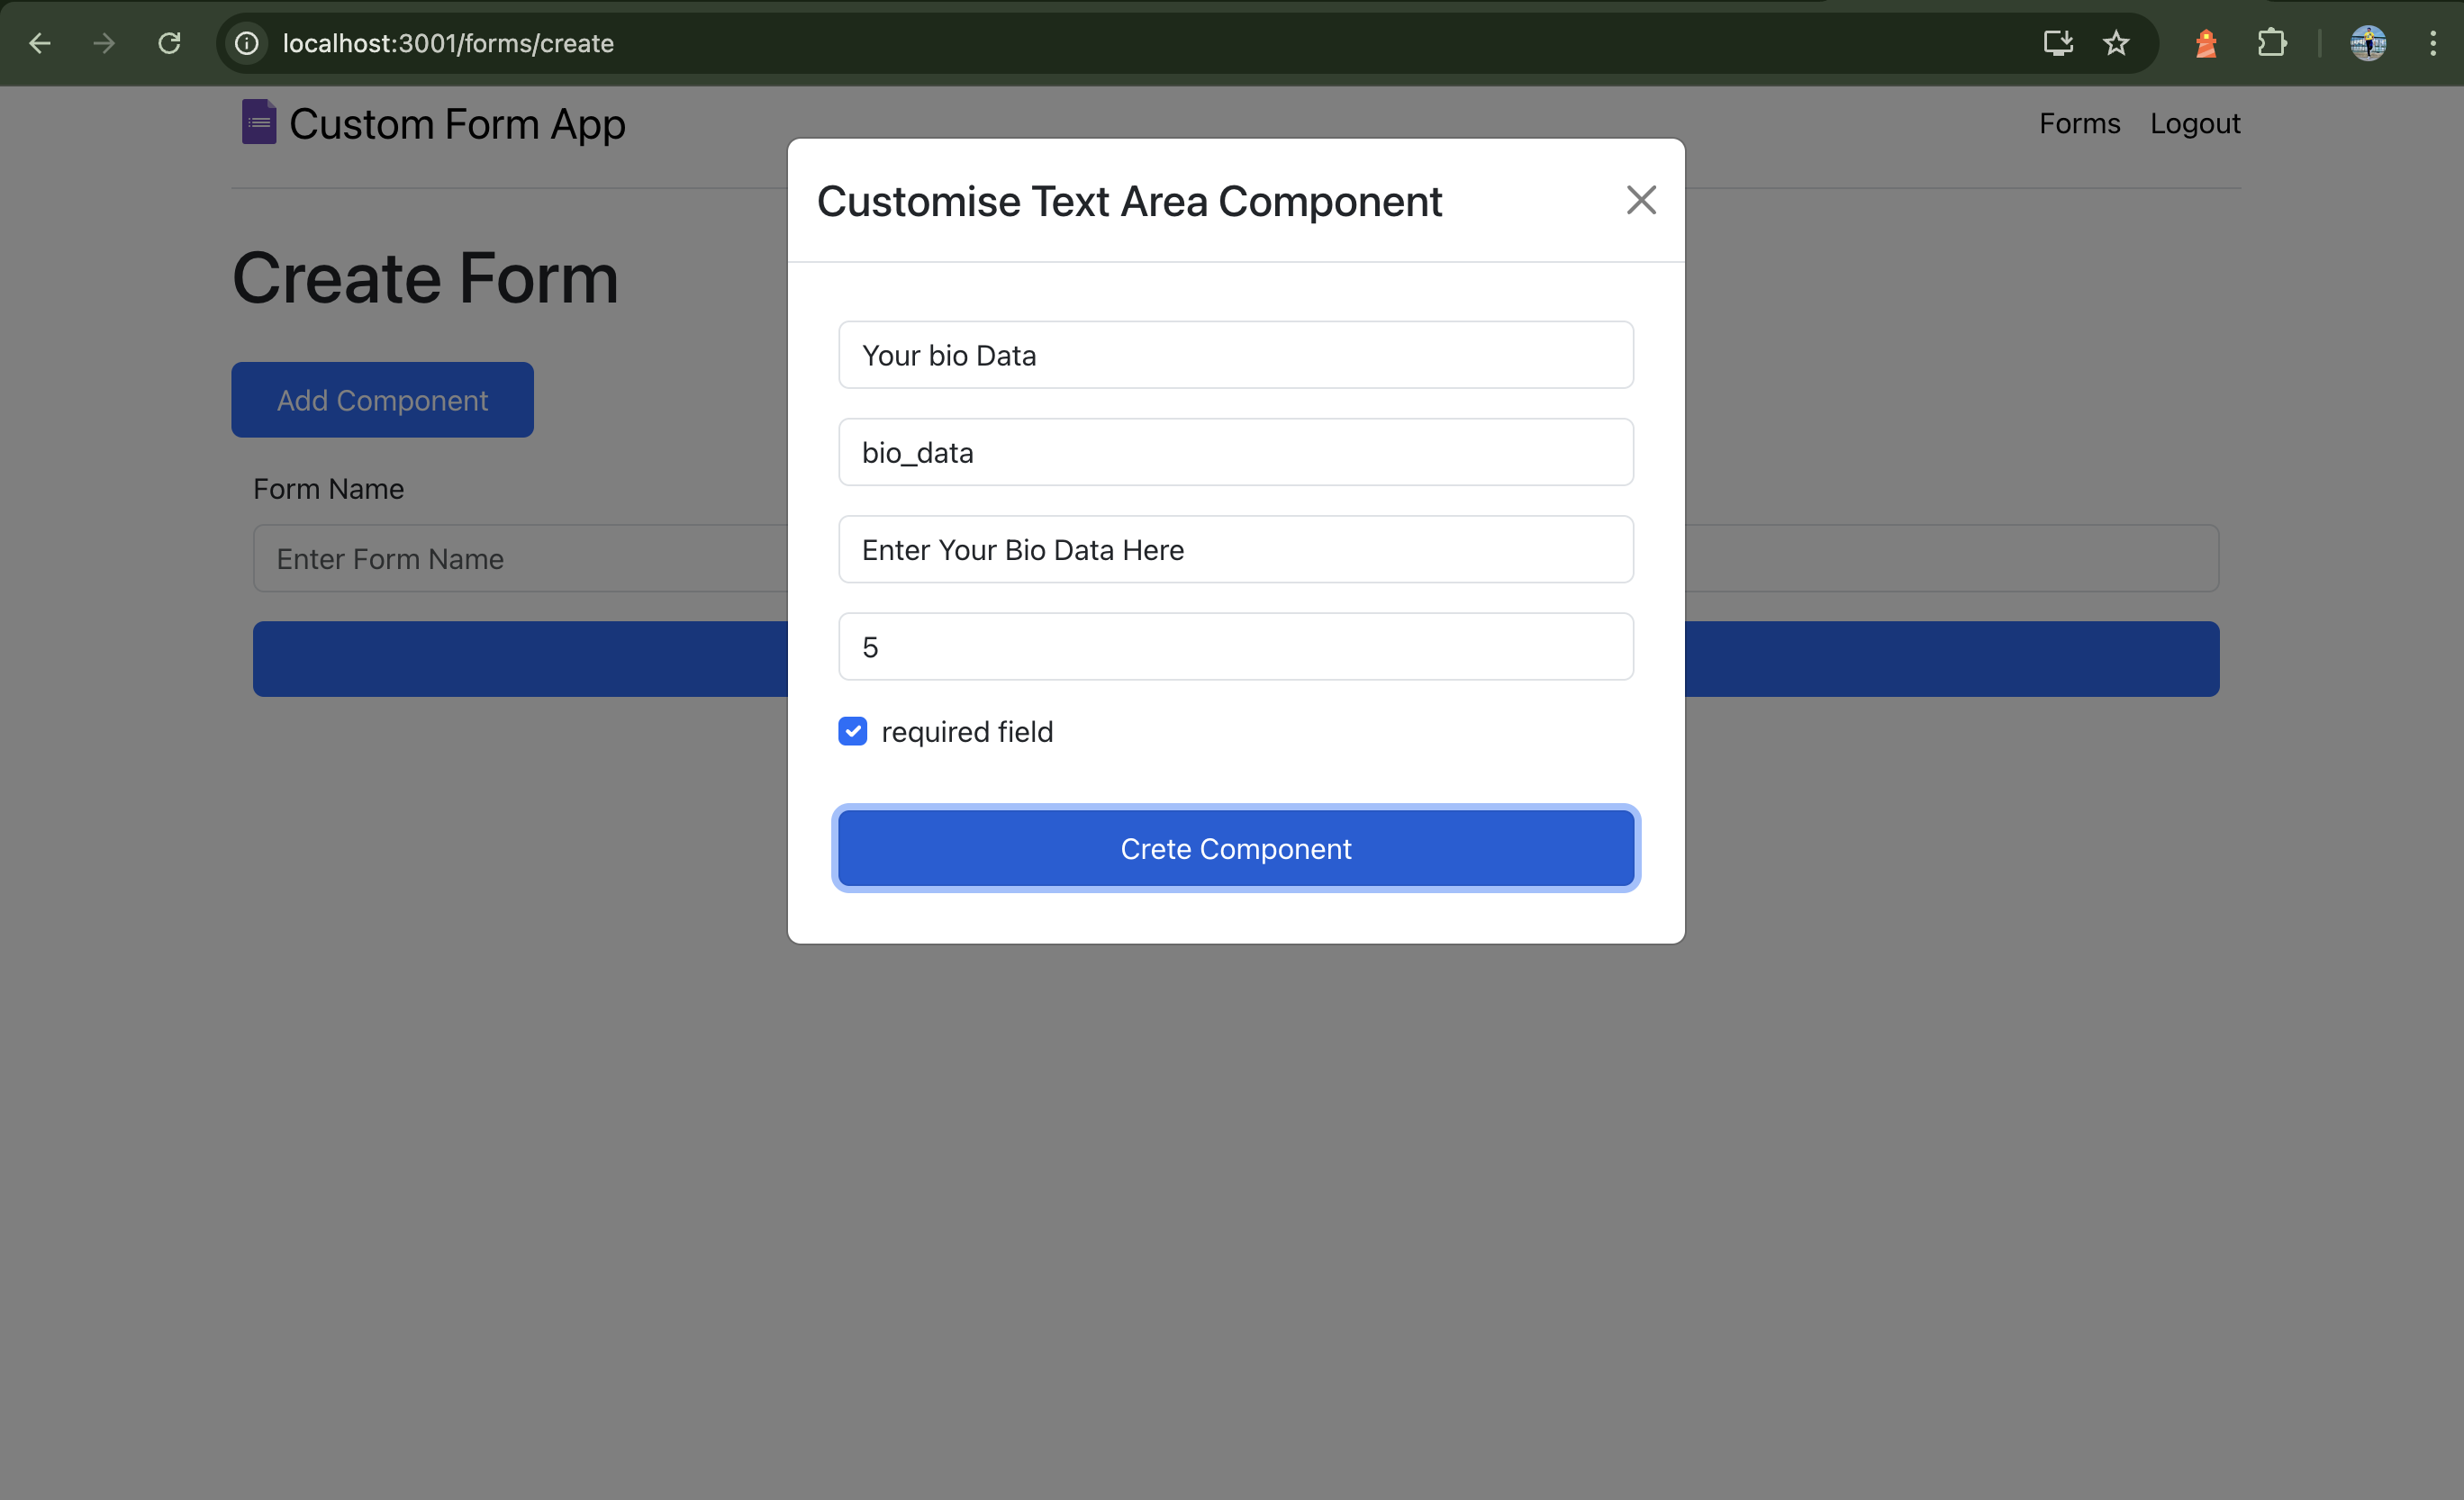 localhost:3001/forms/create
Custom Form App
Forms Logout
Customise Text Area Component
Create Form
Your bio Data
Add Component
bio_data
Form Name
Enter Form Name
Enter Your Bio Data Here
5
required field
Crete Component